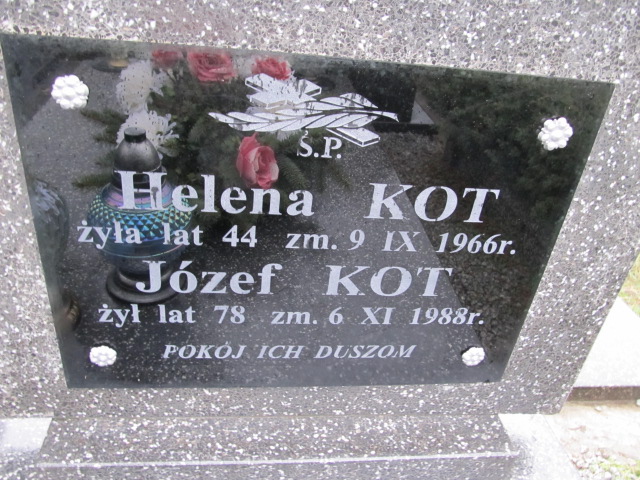 Ś.P.
Helena KOT
żyła lat 44 zm. 9 IX 1966r.
Józef KOT
żył lat 78 zm. 6 XI 1988r.
POKÓJ ICH DUSZOM